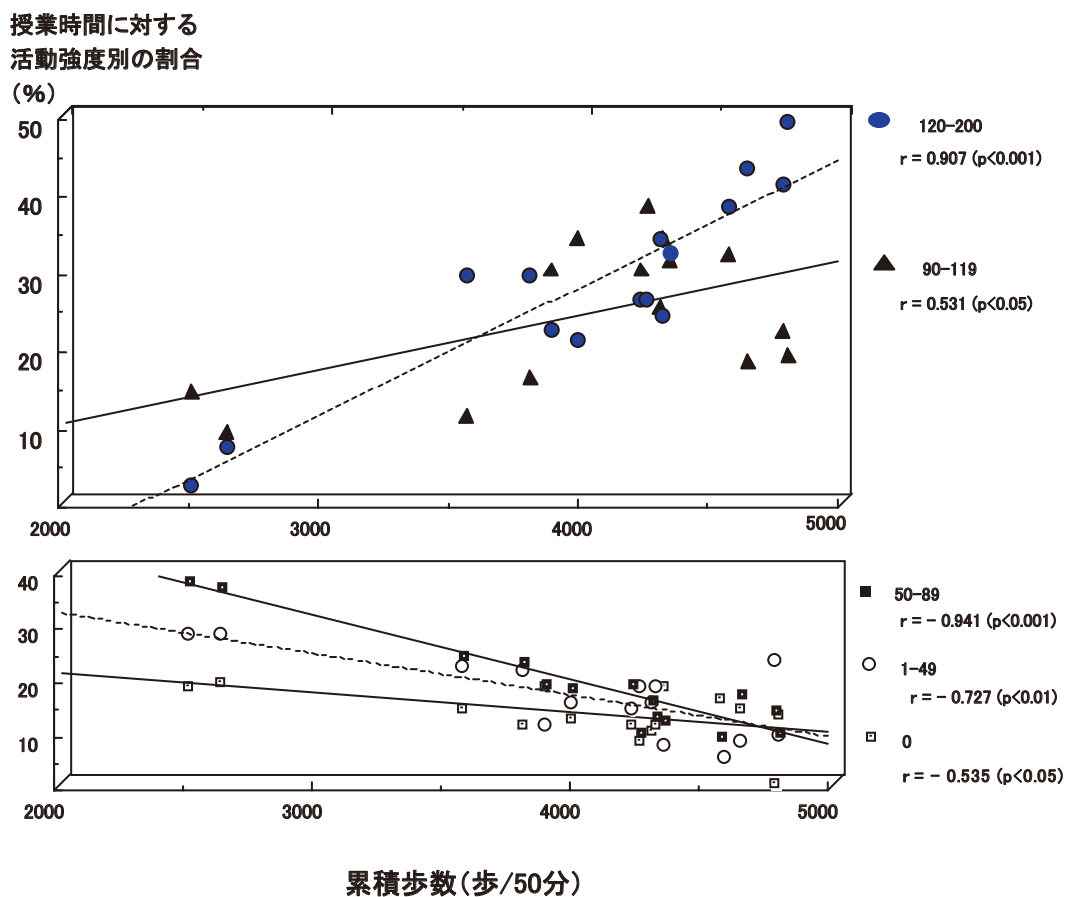 授業時間に対する
活動強度別の割合
（%）
50
40
30
20
10
2000
3000
4000
5000
120-200
r = 0.907 (p<0.001)
90-119
r = 0.531 (p<0.05)
40
30
20
10
2000
3000
4000
5000
50-89
r = - 0.941 (p<0.001)
1-49
r = - 0.727 (p<0.01)
0
r = - 0.535 (p<0.05)
累積歩数（歩/50分）